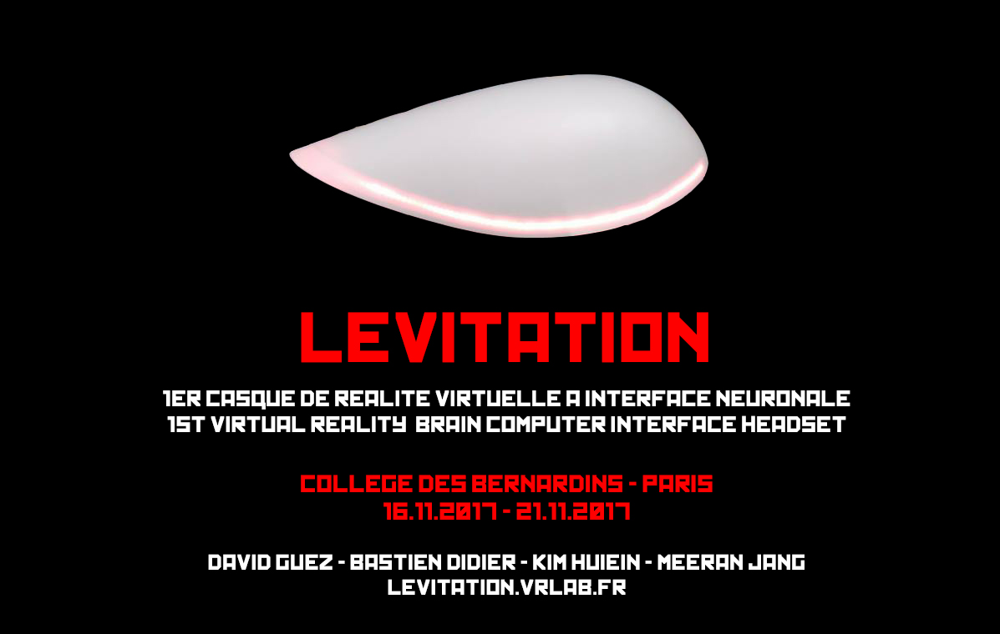 LEVITATION
1ER CASQUE DE REALITE VIRTUELLE A INTERFACE NEURONALE
1ST VIRTUAL REALITY BRAIN COMPUTER INTERFACE HEADSET
COLLEGE DES BERNARDINS - PARIS
16.11.2017 - 21.11.2017
DAVID GUEZ - BASTIEN DIDIER - KIM HUIEIN - MEERAN JANG
LEVITATION.VRLAB.FR